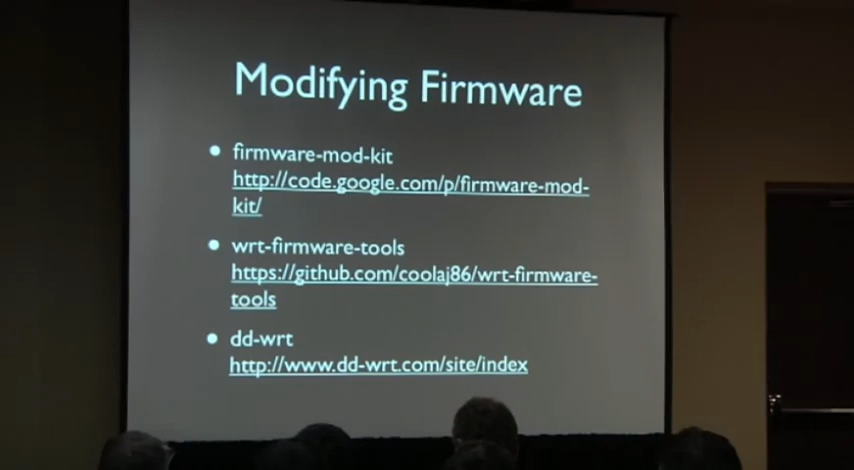 Modifying Firmware
firmware-mod-kit
http://code.google.com/p/firmware-mod-
kit/
wrt-firmware-tools
https://github.com/coolaj86/wrt-firmware-
tools
dd-wrt
http://www.dd-wrt.com/site/index